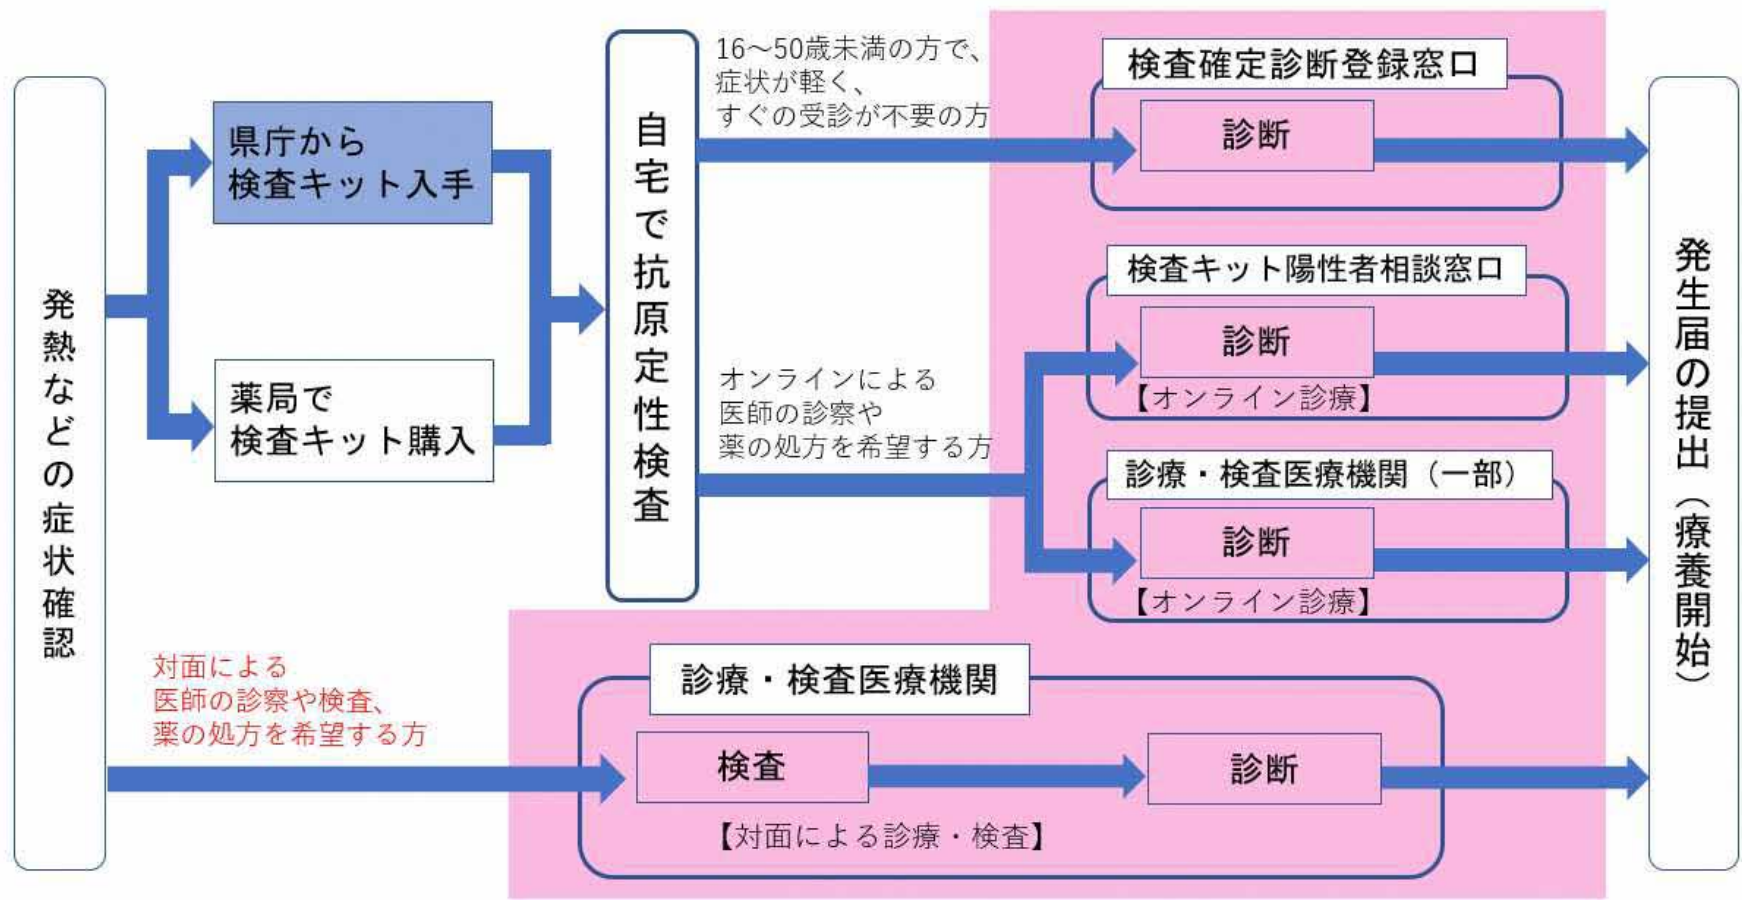 発熱などの症状確認
県庁から
検査キット入手
薬局で
検査キット購入
自宅で抗原定性検査
16～50歳未満の方で、
症状が軽く、
すぐの受診が不要の方
検査確定診断登録窓口
診断
オンラインによる
医師の診察や
薬の処方を希望する方
検査キット陽性者相談窓口
診断
【オンライン診療】
診療・検査医療機関（一部）
診断
【オンライン診療】
対面による
医師の診察や検査、
薬の処方を希望する方
診療・検査医療機関
検査
診断
【対面による診療・検査】
発生届の提出（療養開始）